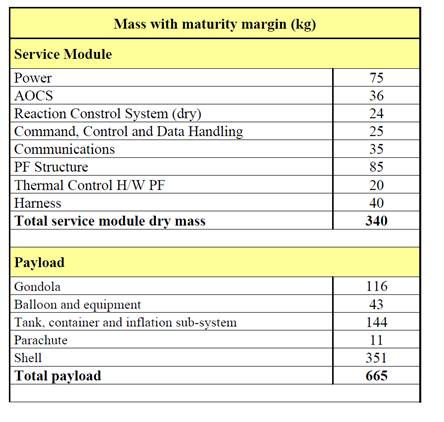 Mass with maturity margin (kg)
Service Module
Power 75
AOCS 36
Reaction Constrol System (dry) 24
Command, Control and Data Handling 25
Communications 35
PF Structure 85
Thermal Control H/W PF 20
Harness 40
Total service module dry mass 340
Payload
Gondola 116
Balloon and equipment 43
Tank, container and inflation sub-system 144
Parachute 11
Shell 351
Total payload 665